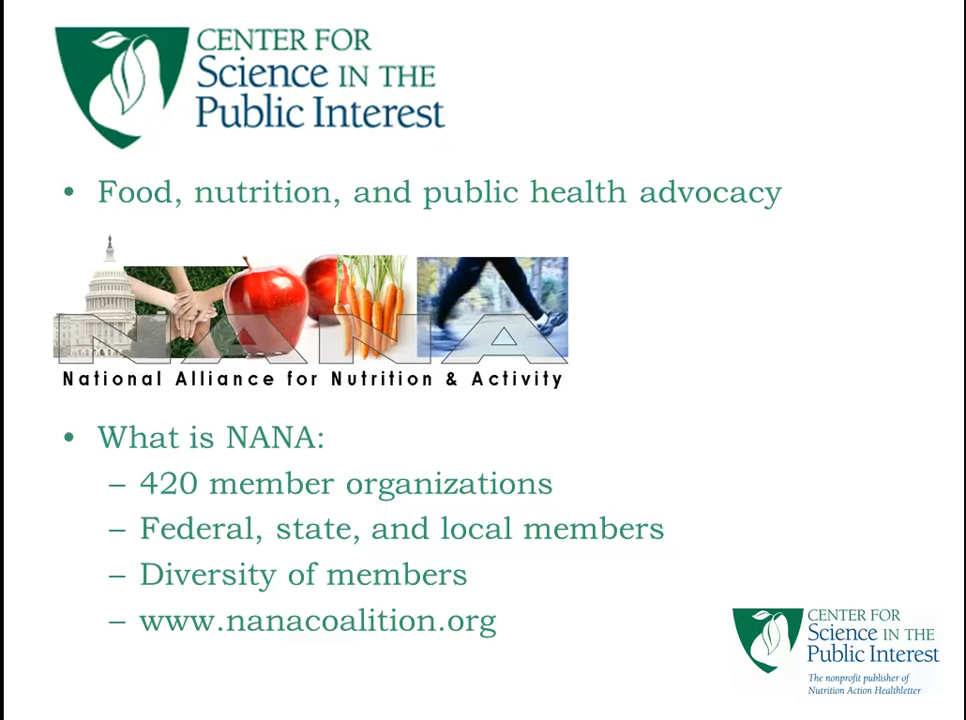 CENTER FOR
Science IN THE
Public Interest
• Food, nutrition, and public health advocacy
NANA
National Alliance for Nutrition & Activity
• What is NANA:
– 420 member organizations
– Federal, state, and local members
– Diversity of members
– www.nanacoalition.org
CENTER FOR
Science IN THE
Public Interest
The nonprofit publisher of
Nutrition Action Healthletter